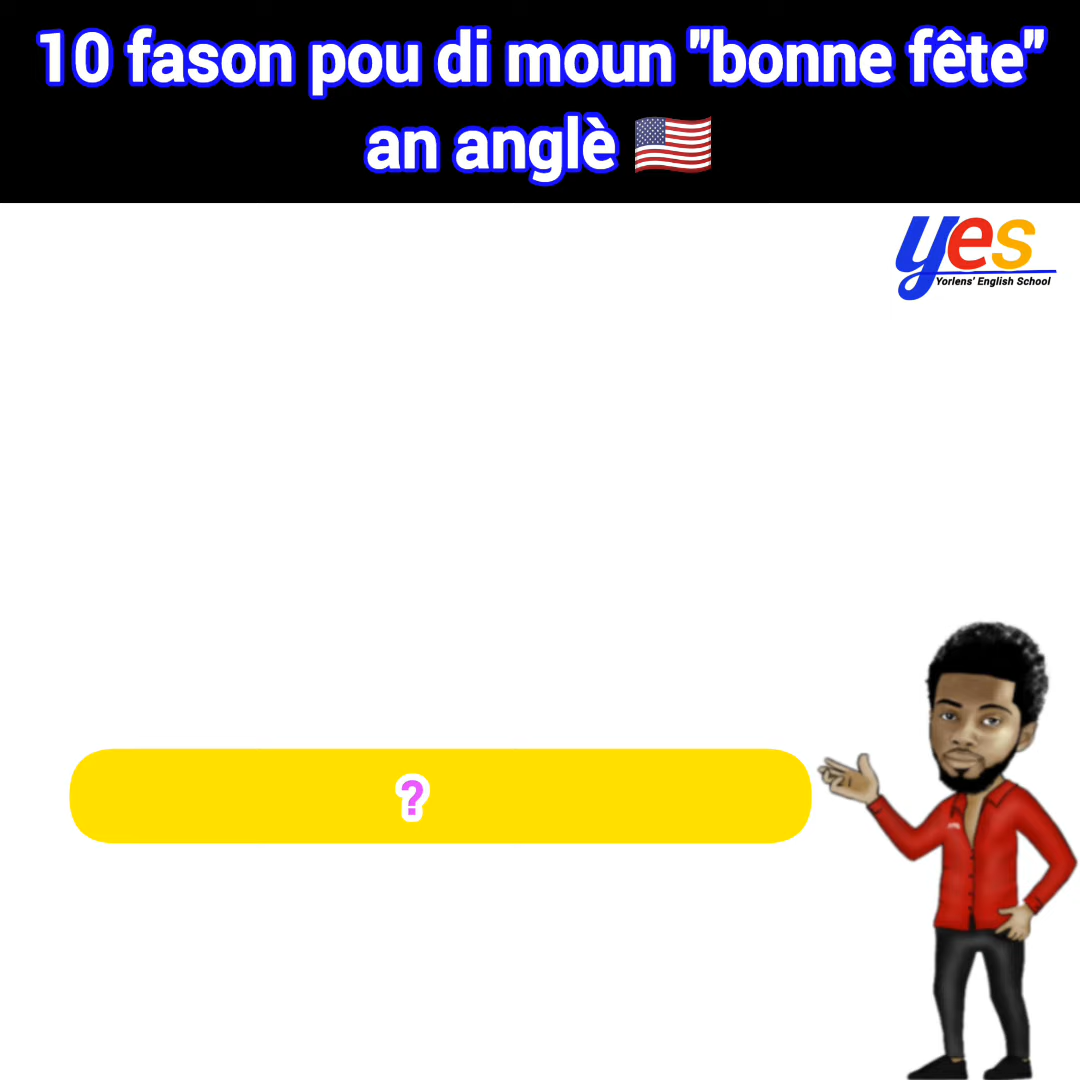 10 fason pou di moun "bonne fête"
an anglè 🇺🇸
yes
Yorlens' English School
?